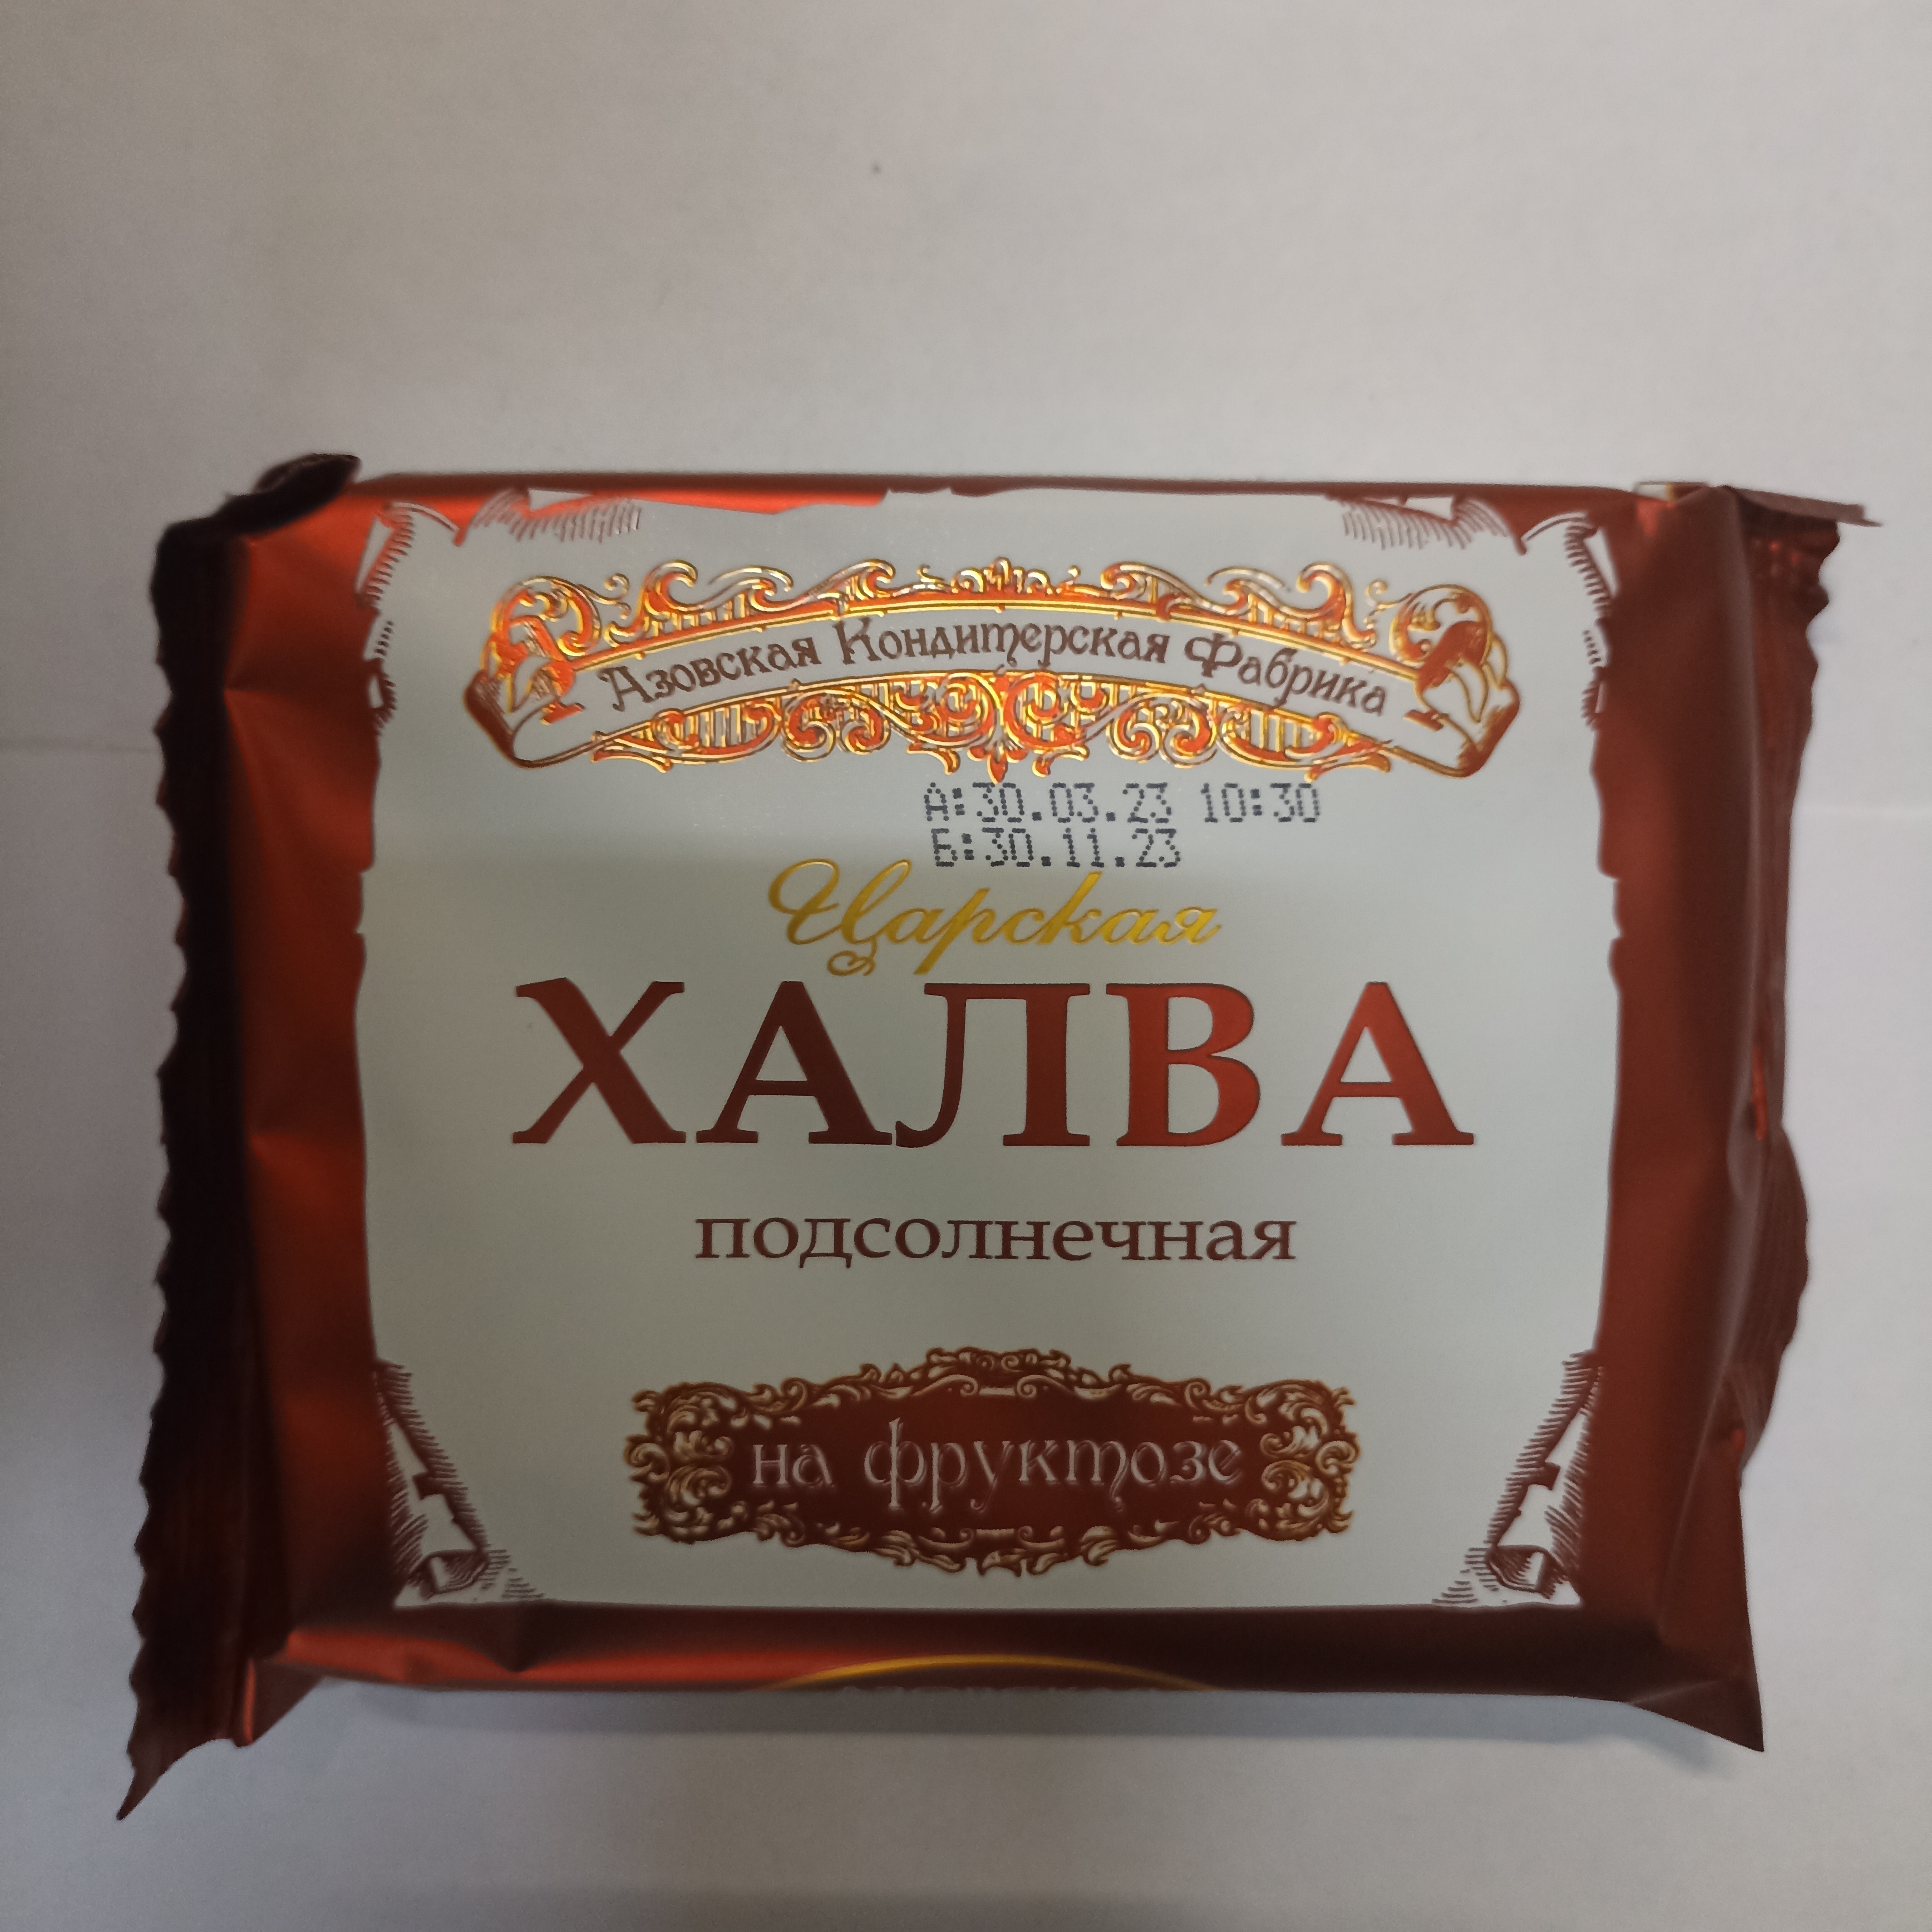 Азовская Кондитерская Фабрика
А:30.03.23 10:30
Б:30.11.23
Царская
ХАЛВА
подсолнечная
на фруктозе